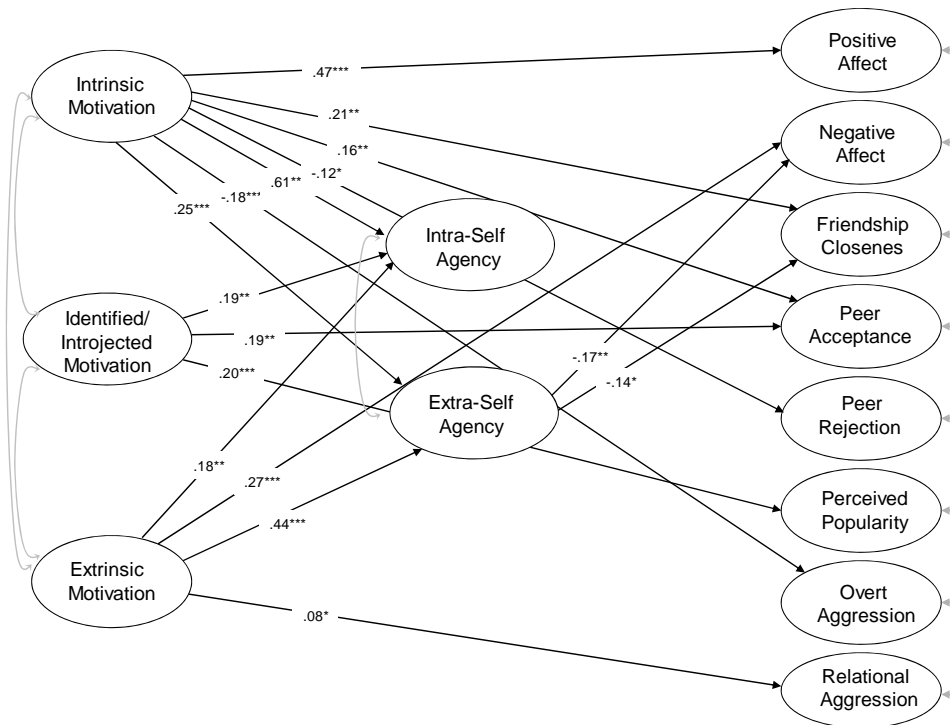 Positive
Affect
Intrinsic
Motivation
.47***
.21**
Negative
Affect
.16**
-.12*
.61**
-.18***
.25***
Friendship
Closenes
Intra-Self
Agency
Identified/
Introjected
Motivation
.19**
.19**
.20***
Peer
Acceptance
-.17**
-.14*
Extra-Self
Agency
Peer
Rejection
.18**
.27***
.44***
Perceived
Popularity
Extrinsic
Motivation
Overt
Aggression
.08*
Relational
Aggression